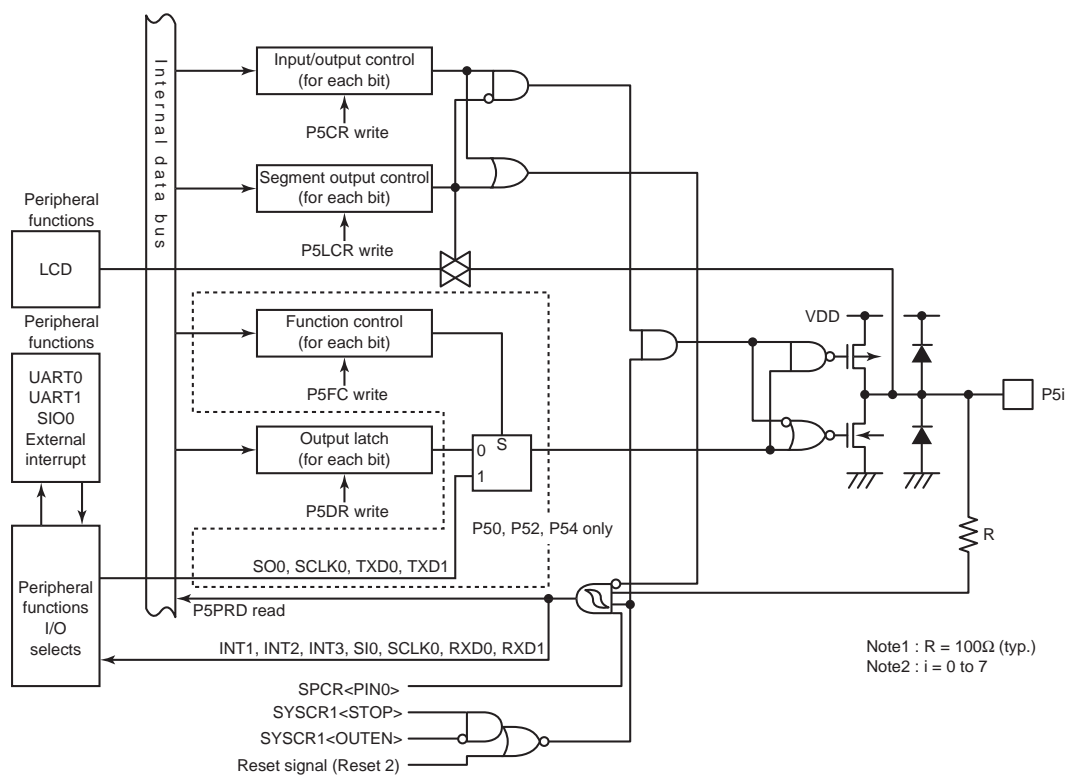 Internal data bus
Input/output control
(for each bit)
P5CR write
Segment output control
(for each bit)
P5LCR write
Peripheral
functions
LCD
Peripheral
functions
UART0
UART1
SIO0
External
interrupt
Function control
(for each bit)
P5FC write
Output latch
(for each bit)
P5DR write
S
0
1
P50, P52, P54 only
SO0, SCLK0, TXD0, TXD1
Peripheral
functions
I/O
selects
P5PRD read
INT1, INT2, INT3, SI0, SCLK0, RXD0, RXD1
SPCR<PIN0>
SYSCR1<STOP>
SYSCR1<OUTEN>
Reset signal (Reset 2)
VDD
P5i
R
Note1 : R = 100Ω (typ.)
Note2 : i = 0 to 7